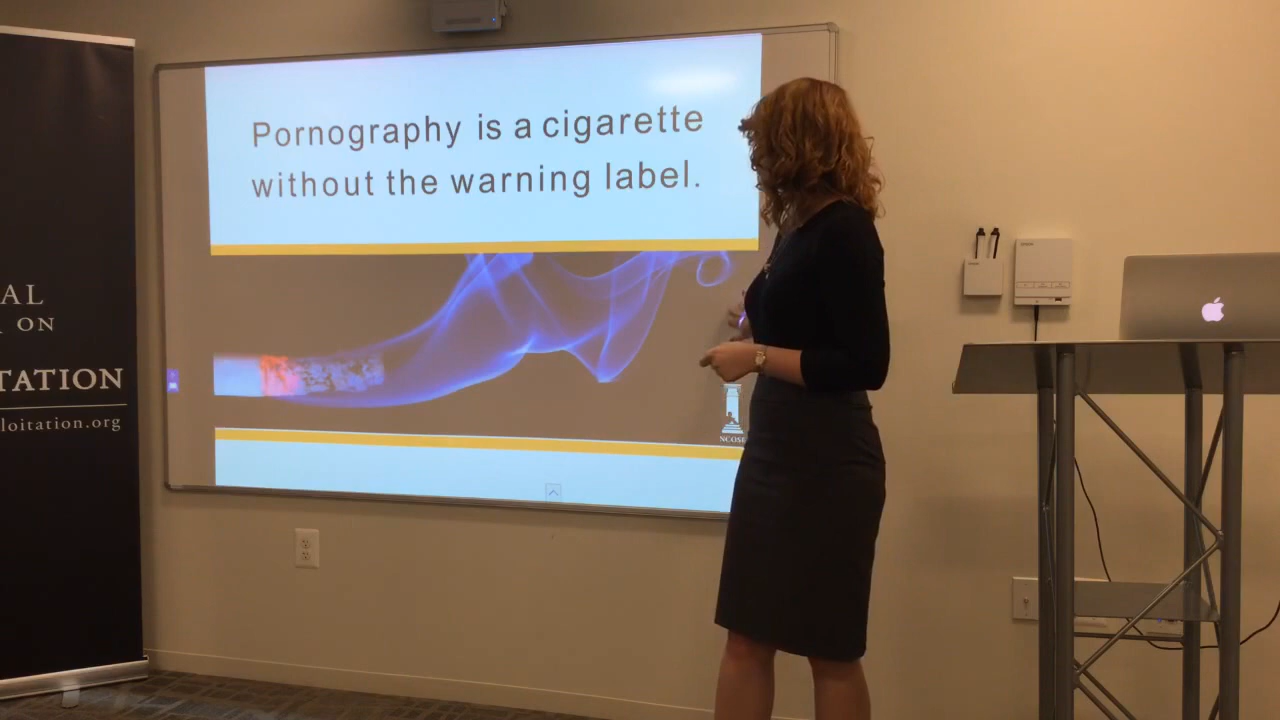 Pornography is a cigarette
without the warning label.
AL
ON
TATION
loitation.org
NCOSE